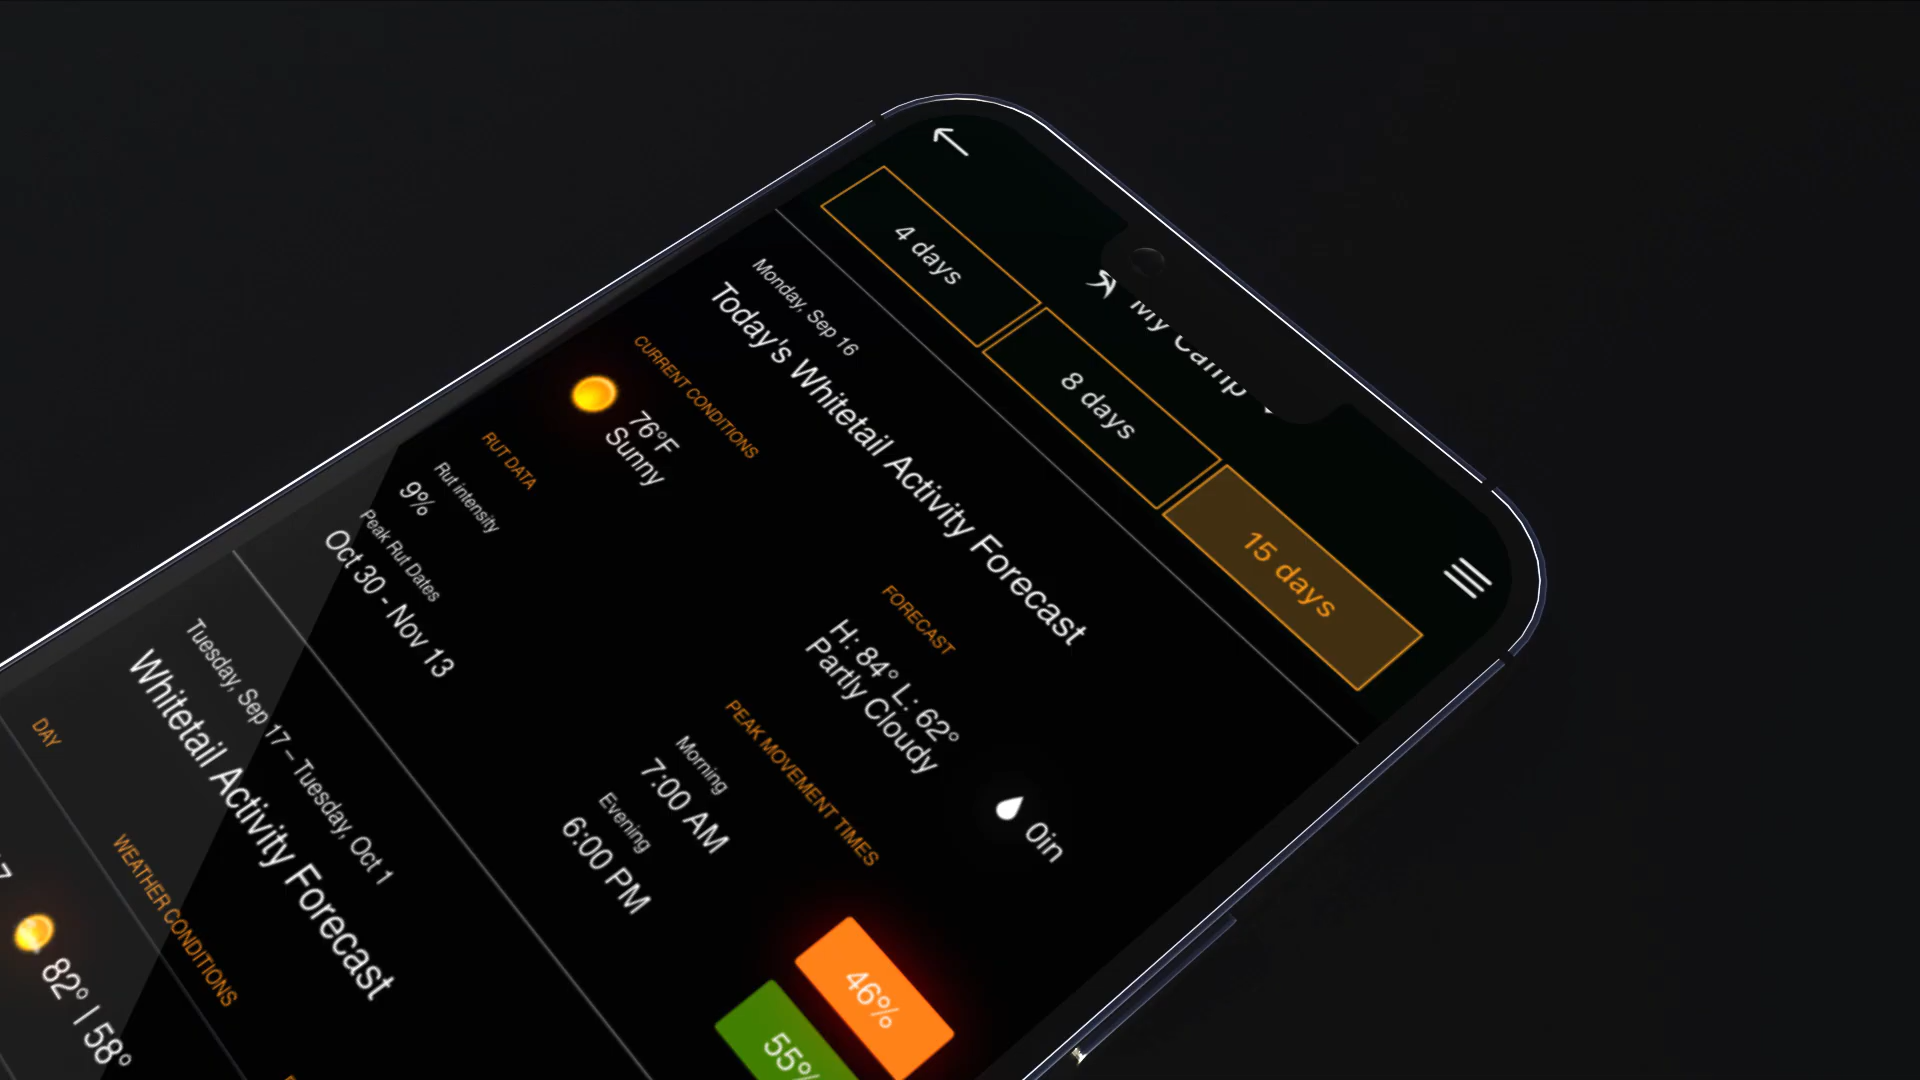 My Camp
4 days
8 days
15 days
Monday, Sep 16
Today's Whitetail Activity Forecast
CURRENT CONDITIONS
76°F
Sunny
FORECAST
H: 84° L: 62°
Partly Cloudy
0in
RUT DATA
Rut intensity
9%
Peak Rut Dates
Oct 30 - Nov 13
PEAK MOVEMENT TIMES
Morning
7:00 AM
46%
Evening
6:00 PM
55%
Tuesday, Sep 17 – Tuesday, Oct 1
Whitetail Activity Forecast
DAY
WEATHER CONDITIONS
82° | 58°